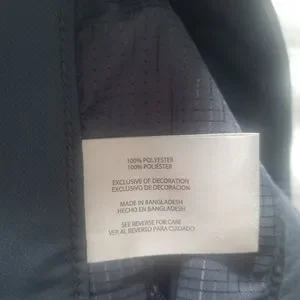 100% POLYESTER
100% POLIÉSTER
EXCLUSIVE OF DECORATION
EXCLUSIVO DE DECORACIÓN
MADE IN BANGLADESH
HECHO EN BANGLADESH
SEE REVERSE FOR CARE
VER AL REVERSO PARA CUIDADO